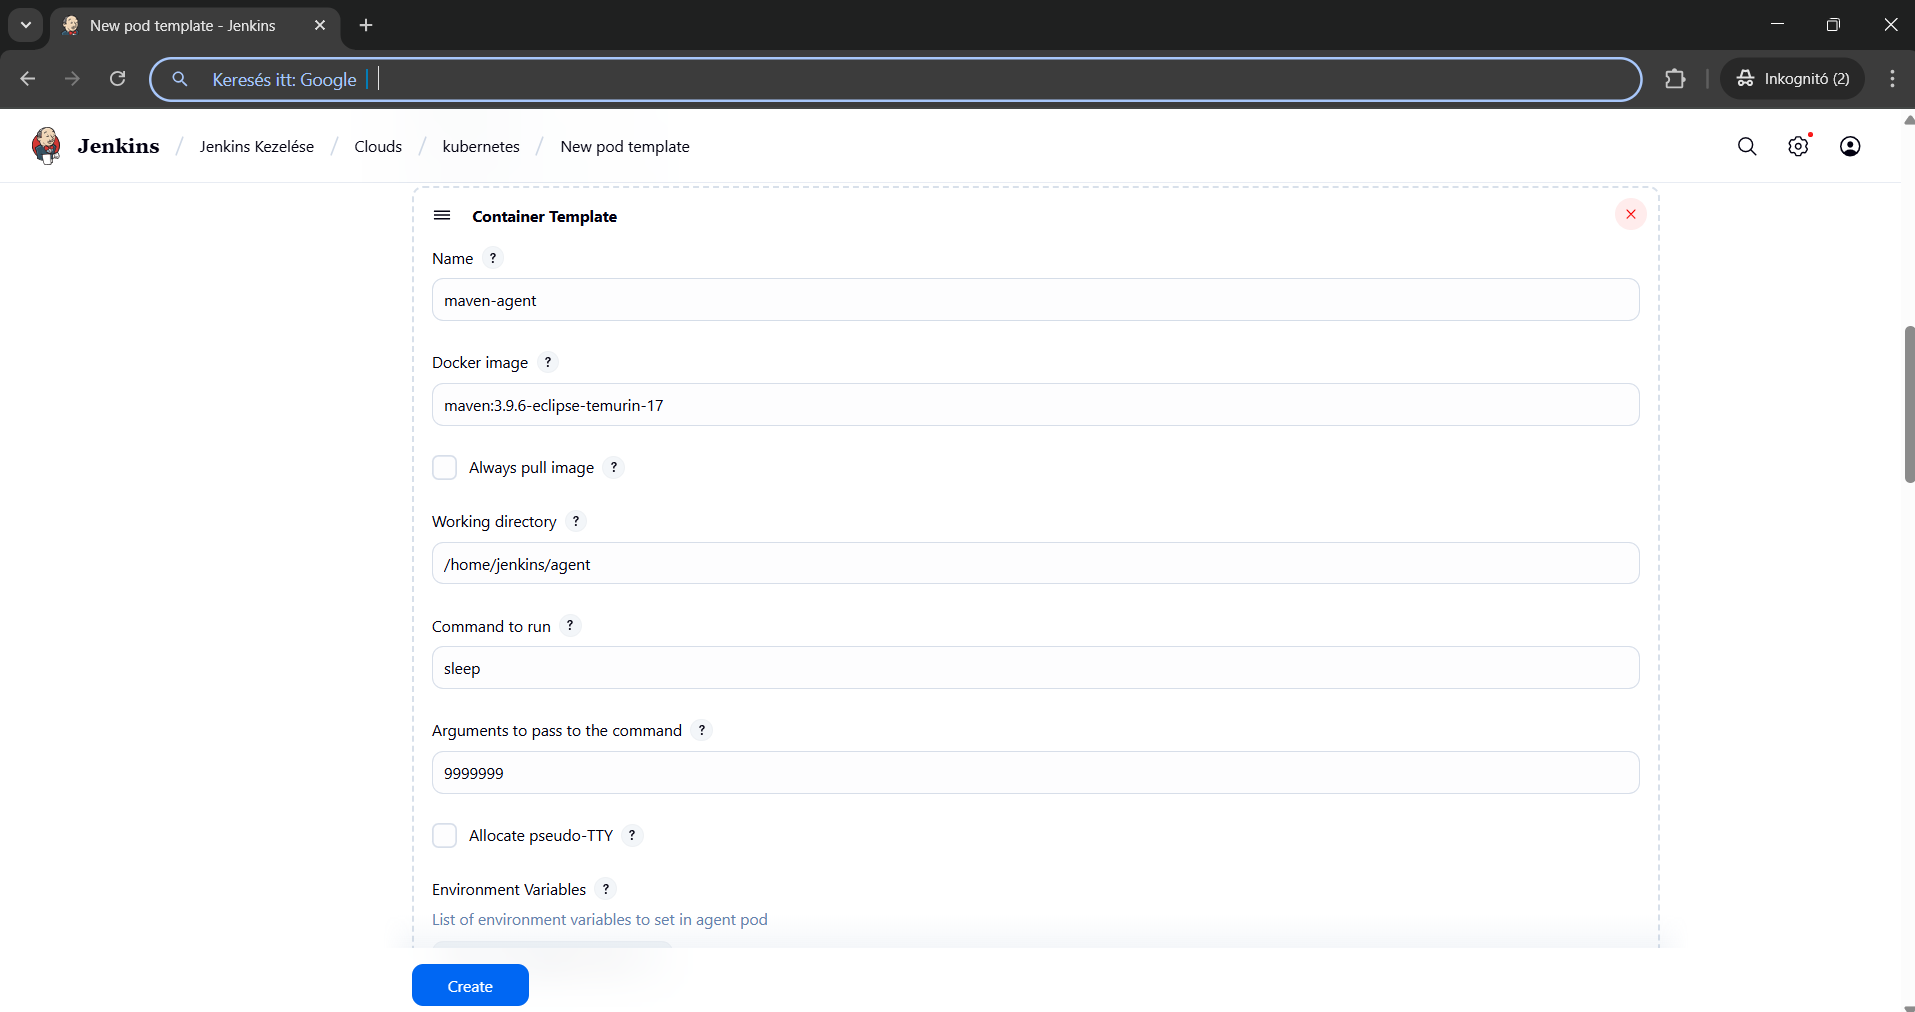 New pod template - Jenkins
Keresés itt: Google
Inkognitó (2)
Jenkins / Jenkins Kezelése / Clouds / kubernetes / New pod template
Container Template
Name ?
maven-agent
Docker image ?
maven:3.9.6-eclipse-temurin-17
Always pull image ?
Working directory ?
/home/jenkins/agent
Command to run ?
sleep
Arguments to pass to the command ?
9999999
Allocate pseudo-TTY ?
Environment Variables ?
List of environment variables to set in agent pod
Create